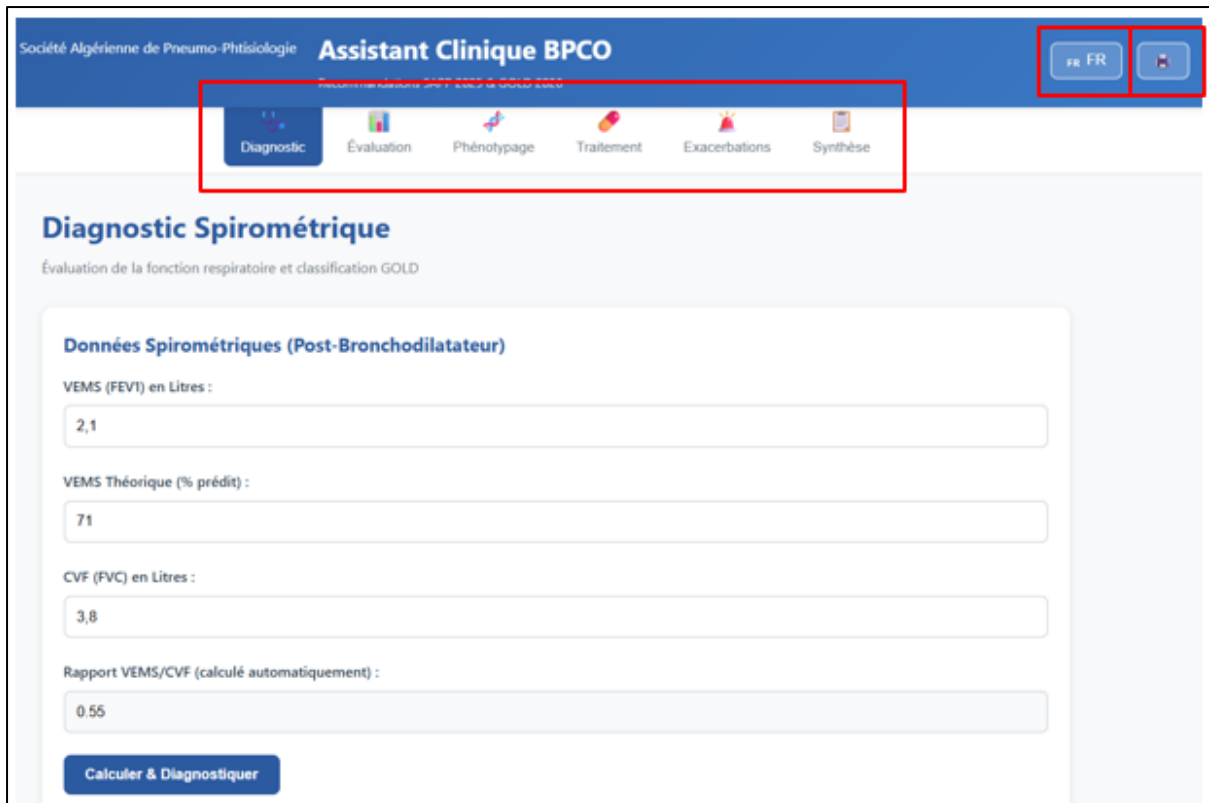 Société Algérienne de Pneumo-Phtisiologie
Assistant Clinique BPCO
FR FR
Diagnostic
Évaluation
Phénotypage
Traitement
Exacerbations
Synthèse
Diagnostic Spirométrique
Évaluation de la fonction respiratoire et classification GOLD
Données Spirométriques (Post-Bronchodilatateur)
VEMS (FEV1) en Litres :
2,1
VEMS Théorique (% prédit) :
71
CVF (FVC) en Litres :
3,8
Rapport VEMS/CVF (calculé automatiquement) :
0.55
Calculer & Diagnostiquer